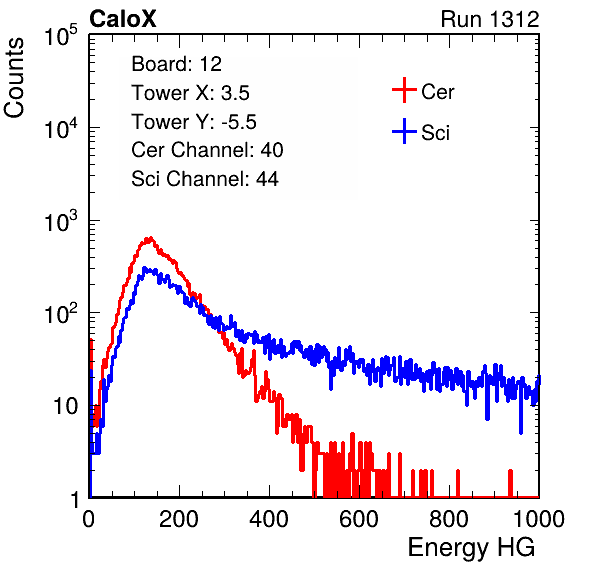 CaloX Run 1312
Counts
10^5
10^4
10^3
10^2
10
1
Board: 12
Tower X: 3.5
Tower Y: -5.5
Cer Channel: 40
Sci Channel: 44
Cer
Sci
0 200 400 600 800 1000
Energy HG